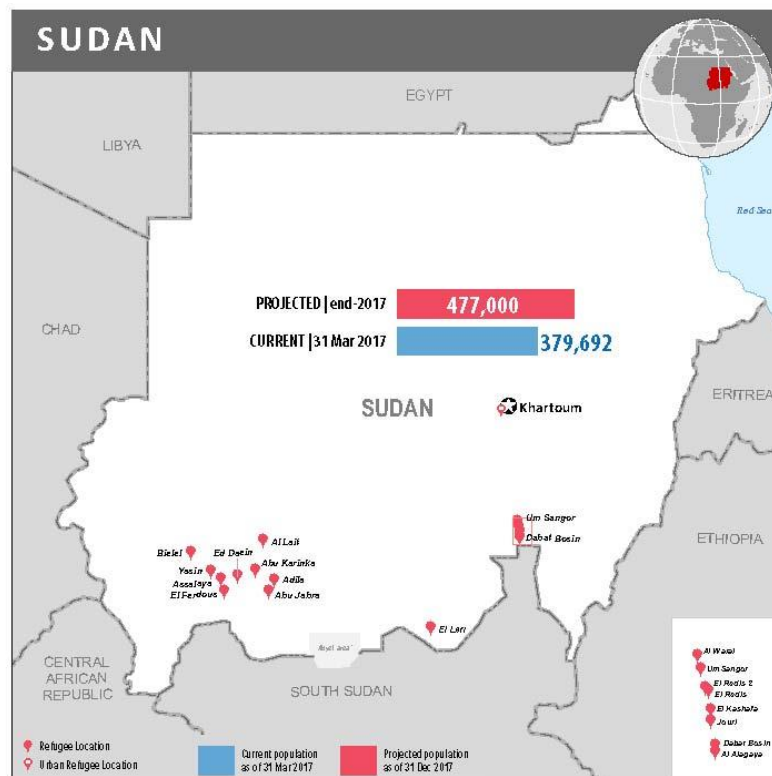 SUDAN
EGYPT
LIBYA
Red Sea
PROJECTED | end-2017
477,000
CHAD
CURRENT | 31 Mar 2017
379,692
ERITREA
SUDAN
Khartoum
Um Sangor
Dabat Bosin
ETHIOPIA
Al Lait
Bielel
Ed Daein
Abu Karinka
Yasin
Assalaya
Adila
El Ferdous
Abu Jabra
El Leri
Abyei area
CENTRAL
AFRICAN
REPUBLIC
SOUTH SUDAN
Al Waral
Um Sangor
El Redis 2
El Redis
El Kashafa
Jouri
Dabat Bosin
Al Alagaya
Refugee Location
Urban Refugee Location
Current population
as of 31 Mar 2017
Projected population
as of 31 Dec 2017